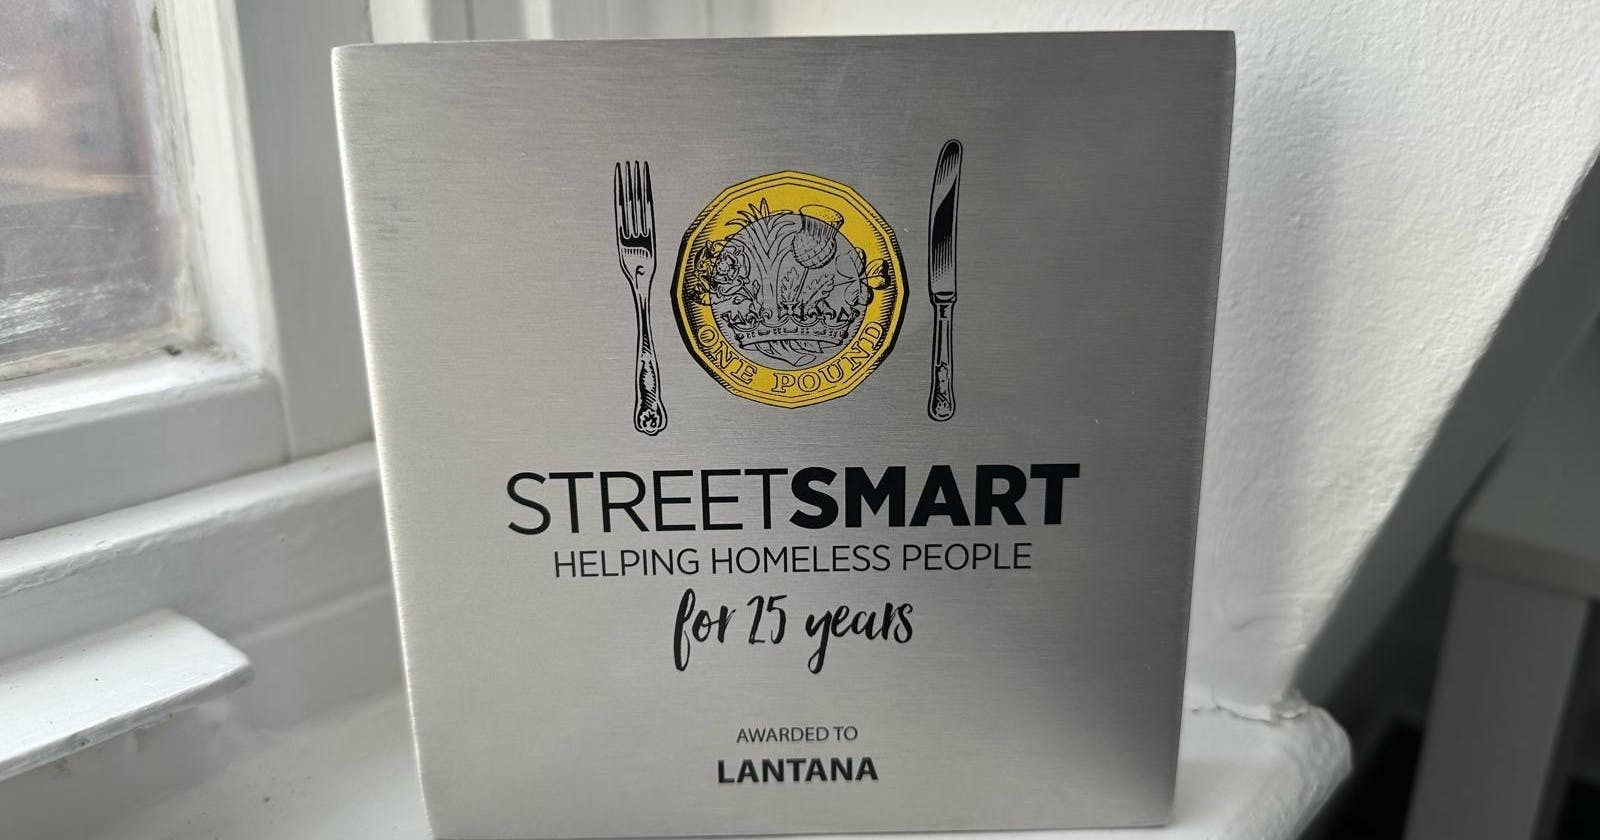 ONE POUND
STREETSMART
HELPING HOMELESS PEOPLE
for 25 years
AWARDED TO
LANTANA